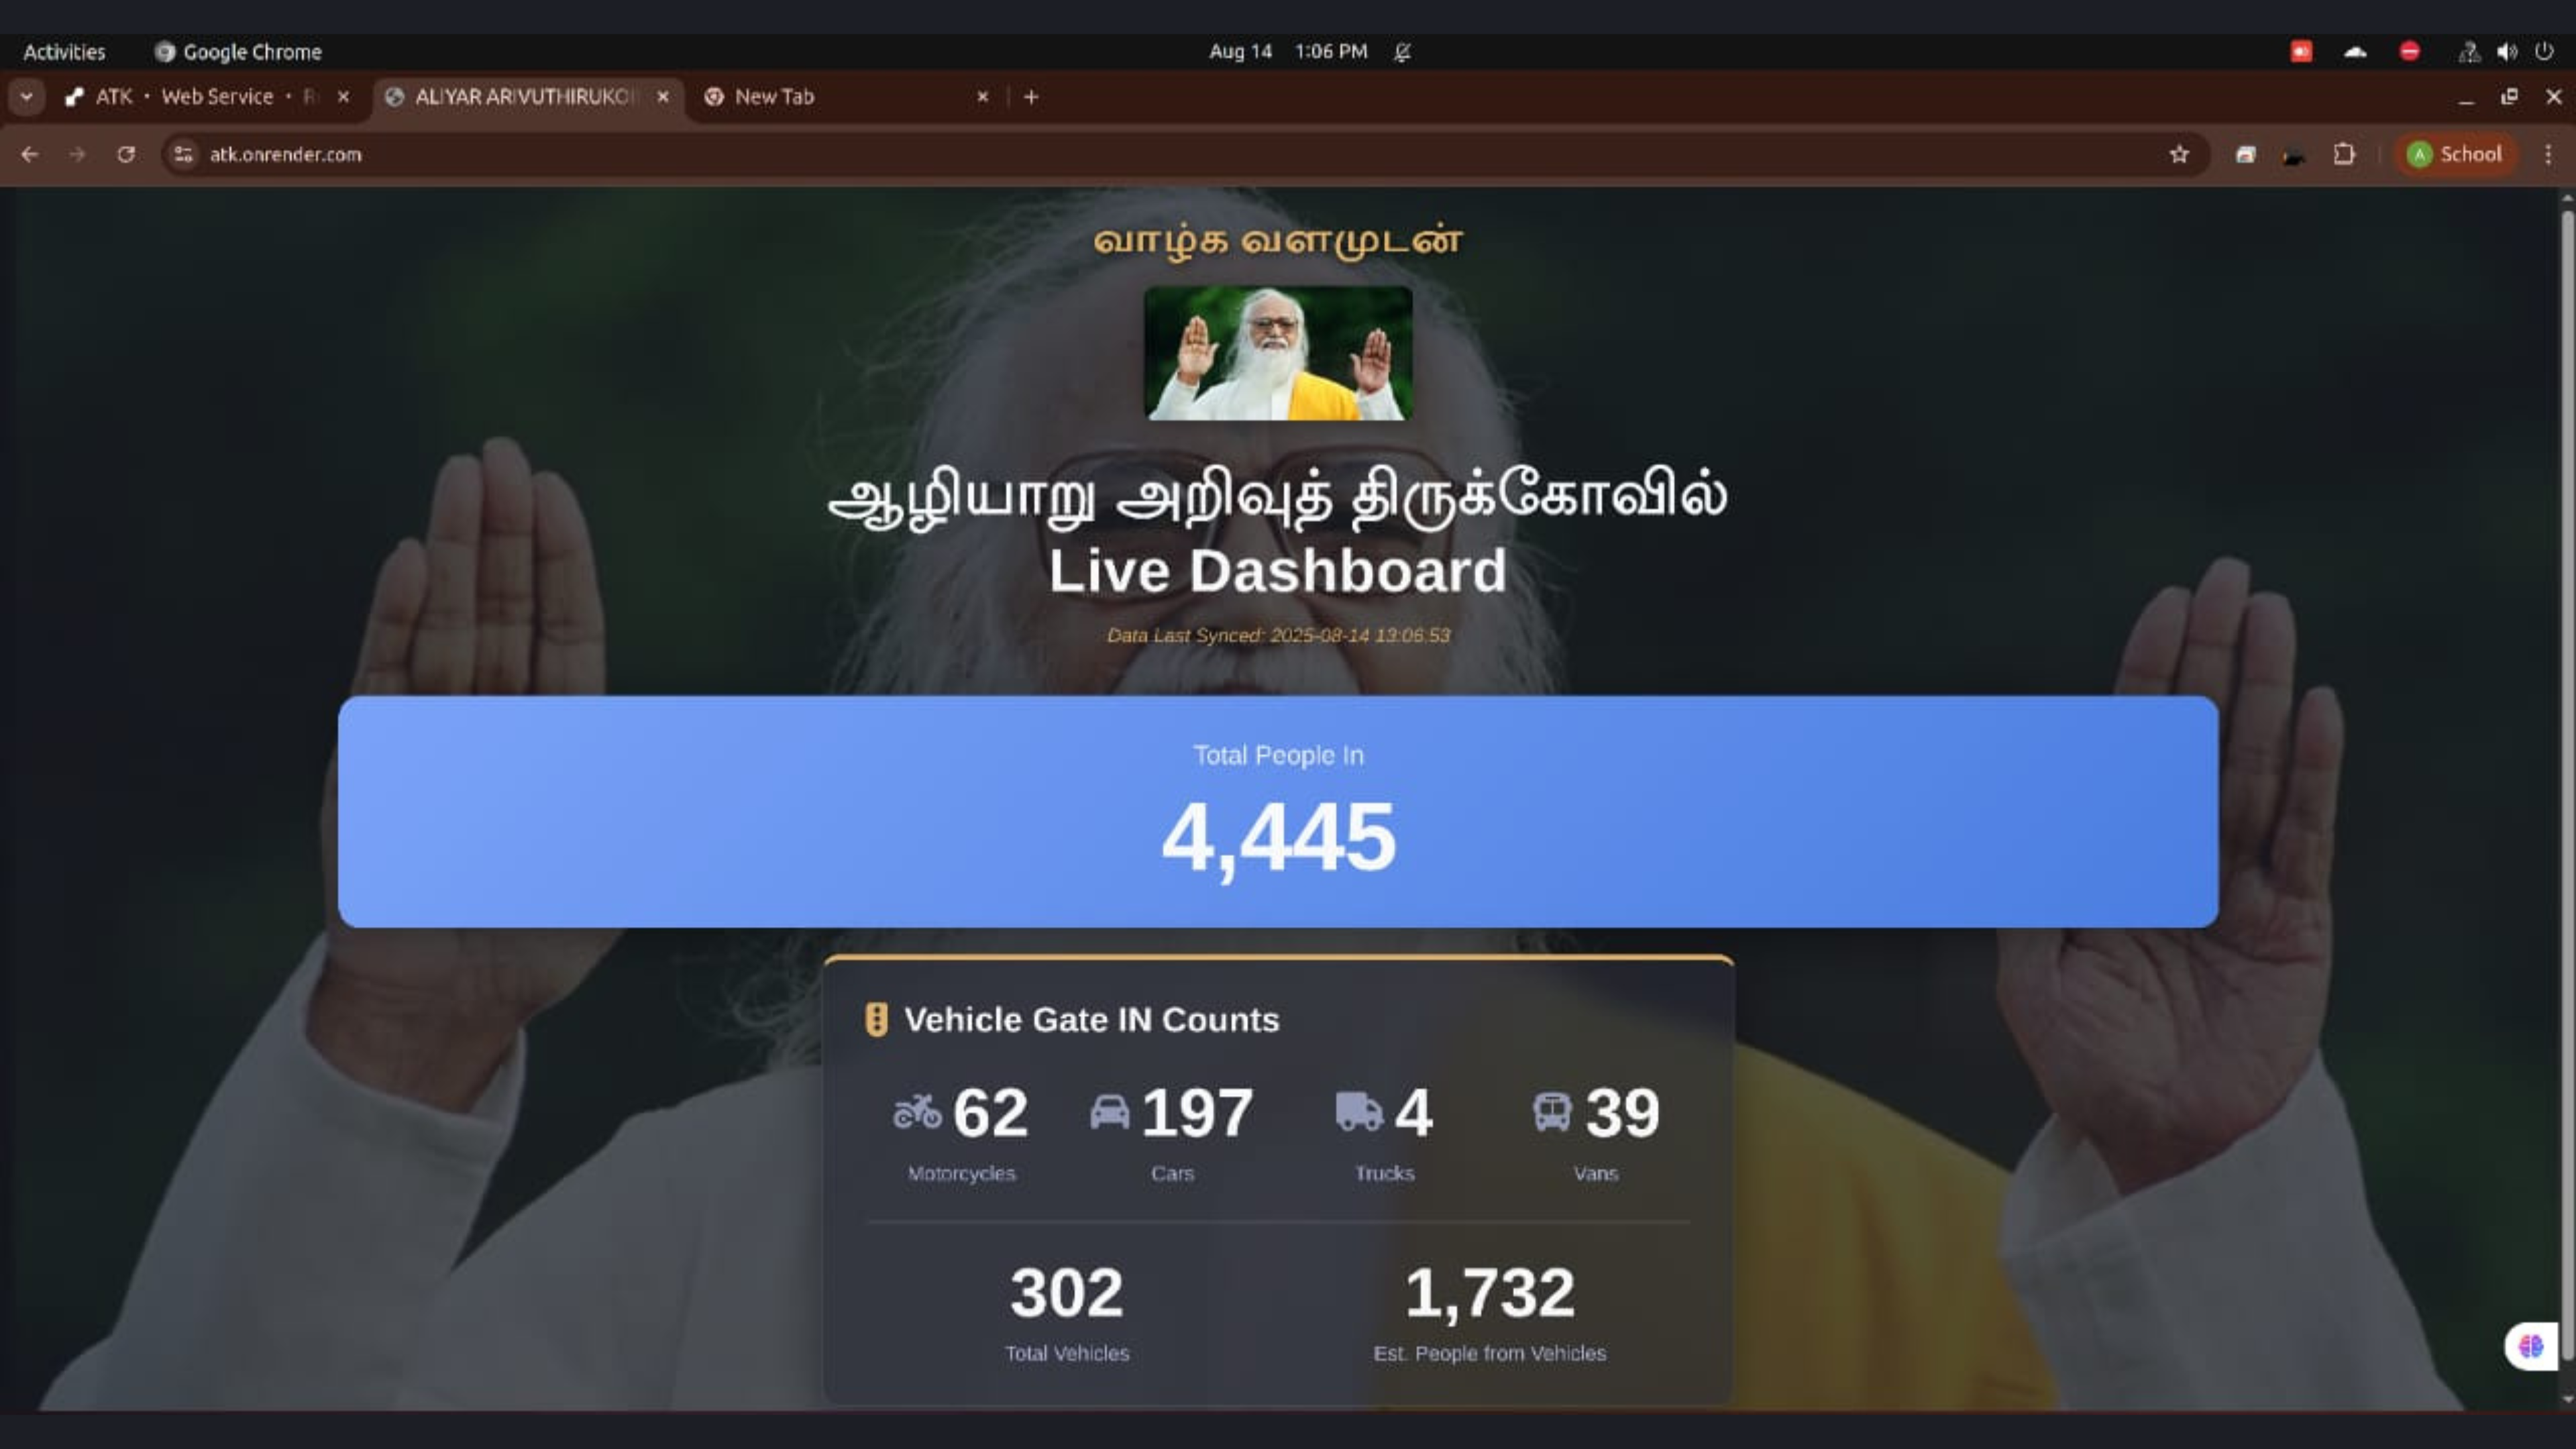 Activities Google Chrome Aug 14 1:06 PM
ATK • Web Service • ALIYAR ARIVUTHIRUKO New Tab
atk.onrender.com A School
வாழ்க வளமுடன்
ஆழியாறு அறிவுத் திருக்கோவில்
Live Dashboard
Data Last Synced: 2025-08-14 13:06:53
Total People In
4,445
Vehicle Gate IN Counts
62 197 4 39
Motorcycles Cars Trucks Vans
302 1,732
Total Vehicles Est. People from Vehicles